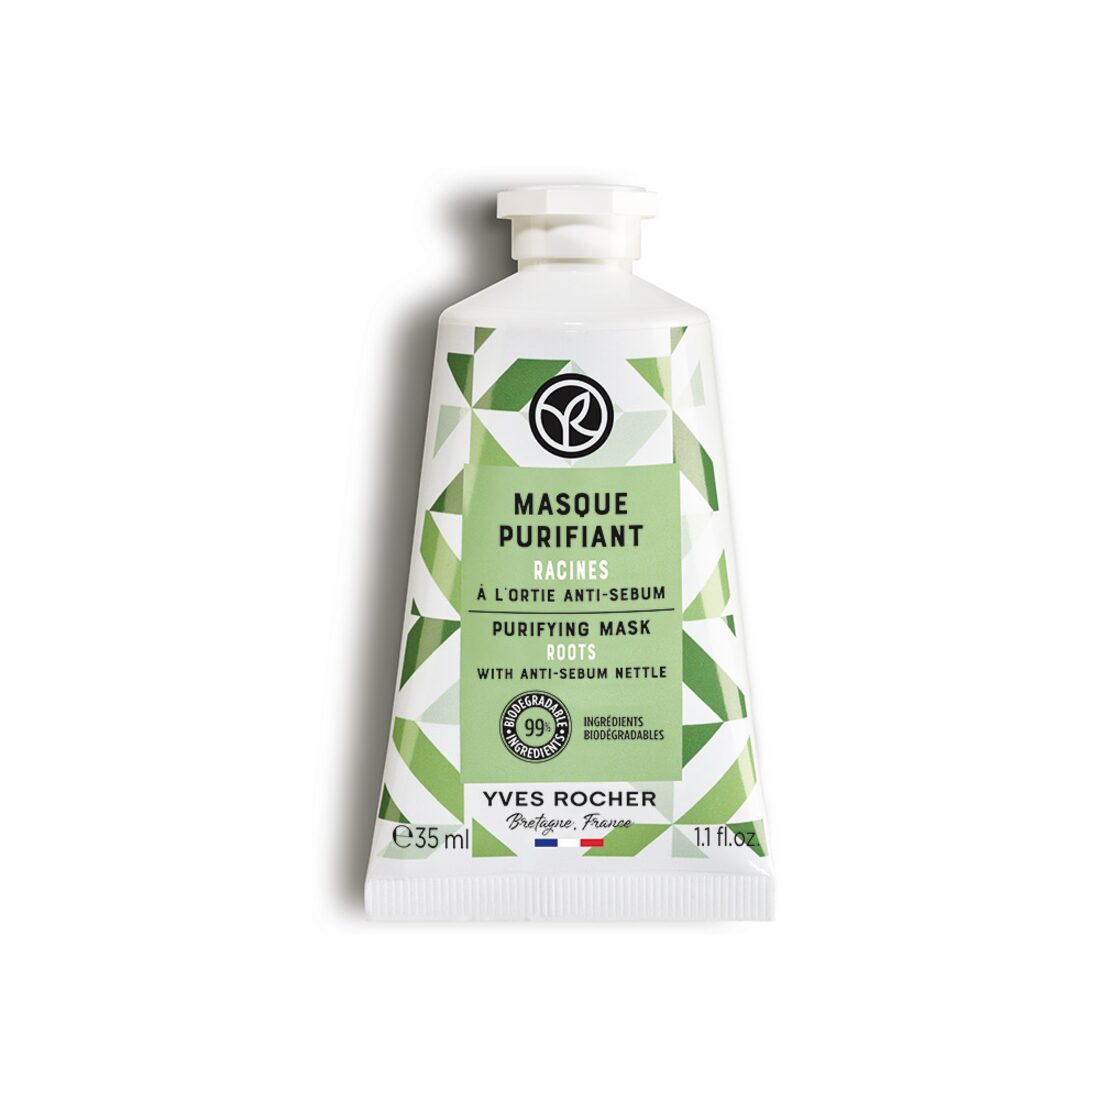 MASQUE
PURIFIANT
RACINES
À L'ORTIE ANTI-SEBUM
PURIFYING MASK
ROOTS
WITH ANTI-SEBUM NETTLE
BIODEGRADABLE
99%
INGREDIENTS
INGRÉDIENTS
BIODÉGRADABLES
YVES ROCHER
Bretagne, France
℮35 ml
1.1 fl.oz.